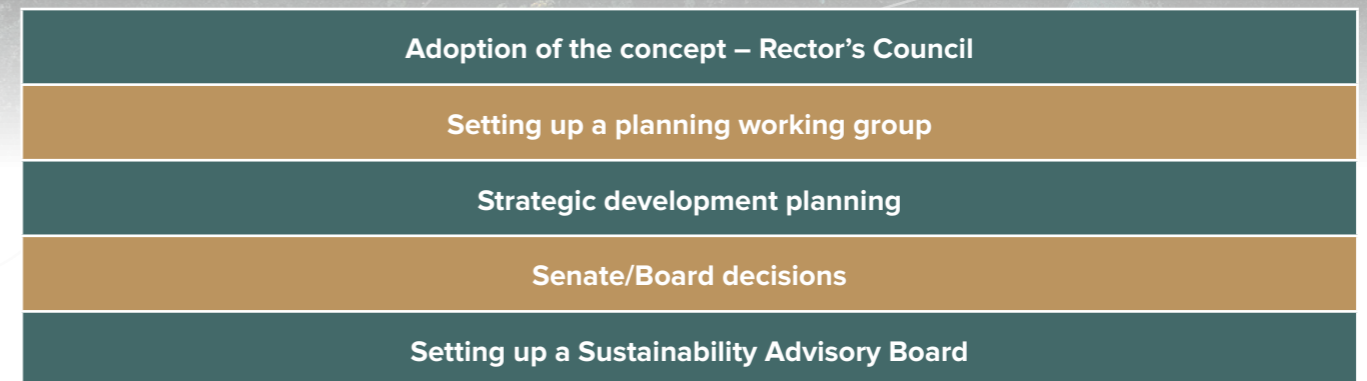 Adoption of the concept – Rector’s Council
Setting up a planning working group
Strategic development planning
Senate/Board decisions
Setting up a Sustainability Advisory Board